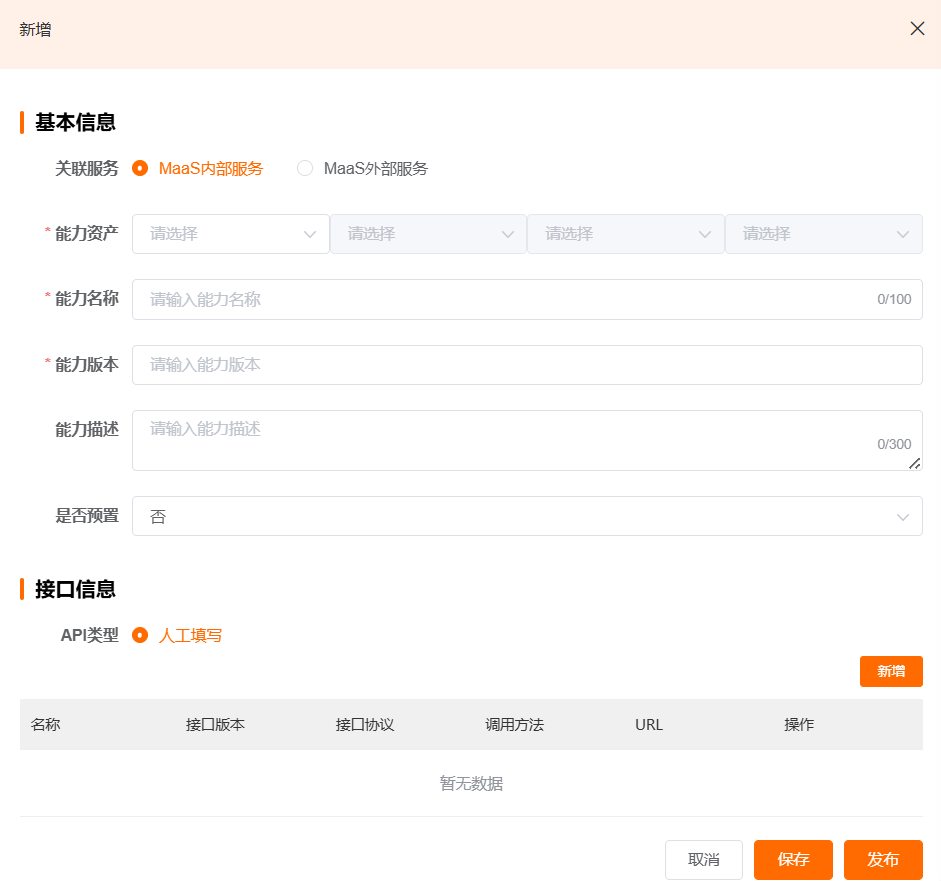 新增
基本信息
关联服务 MaaS内部服务 MaaS外部服务
* 能力资产 请选择 请选择 请选择 请选择
* 能力名称 请输入能力名称 0/100
* 能力版本 请输入能力版本
能力描述 请输入能力描述 0/300
是否预置 否
接口信息
API类型 人工填写
新增
名称 接口版本 接口协议 调用方法 URL 操作
暂无数据
取消 保存 发布